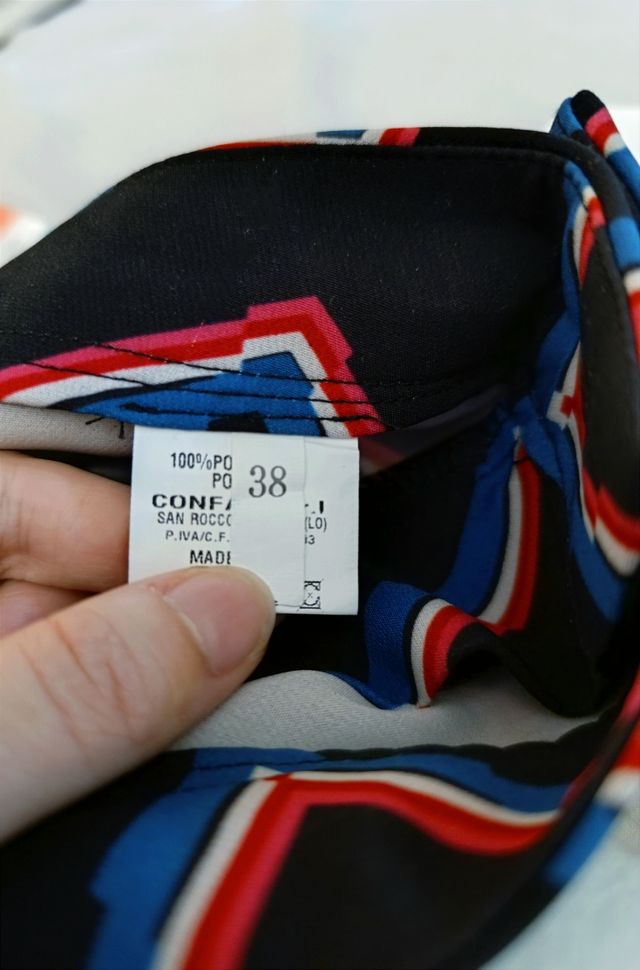 100%PO
PO
38
CONFA
SAN ROCCO (LO)
P.IVA/C.F.
MADE